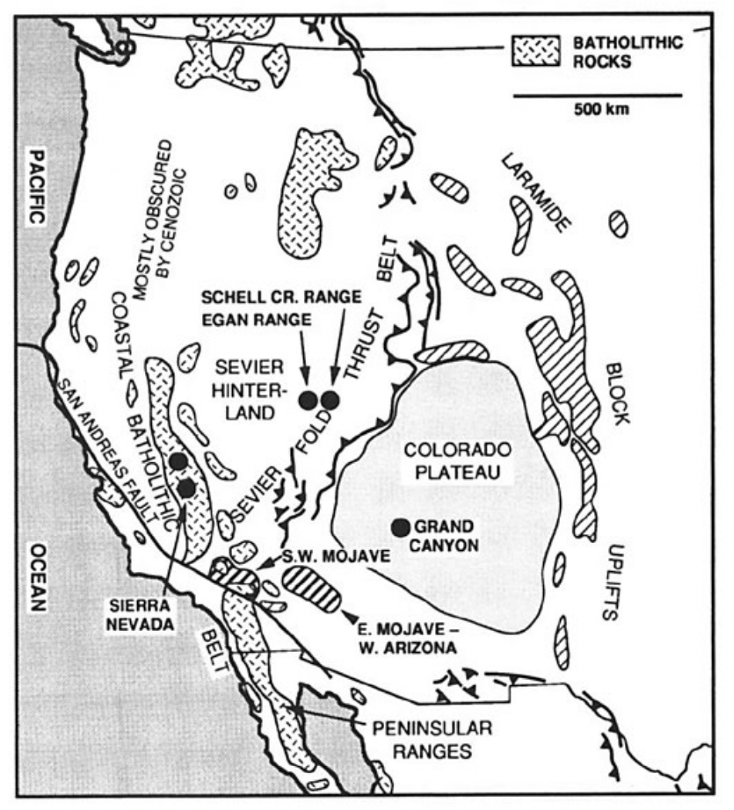 BATHOLITHIC
ROCKS
500 km
PACIFIC
MOSTLY OBSCURED
BY CENOZOIC
LARAMIDE
BELT
SCHELL CR. RANGE
EGAN RANGE
THRUST
COASTAL
SEVIER
HINTER-
LAND
BLOCK
SAN ANDREAS FAULT
BATHOLITHIC
FOLD
COLORADO
PLATEAU
SEVIER
GRAND
CANYON
OCEAN
S.W. MOJAVE
UPLIFTS
SIERRA
NEVADA
E. MOJAVE –
W. ARIZONA
BELT
PENINSULAR
RANGES